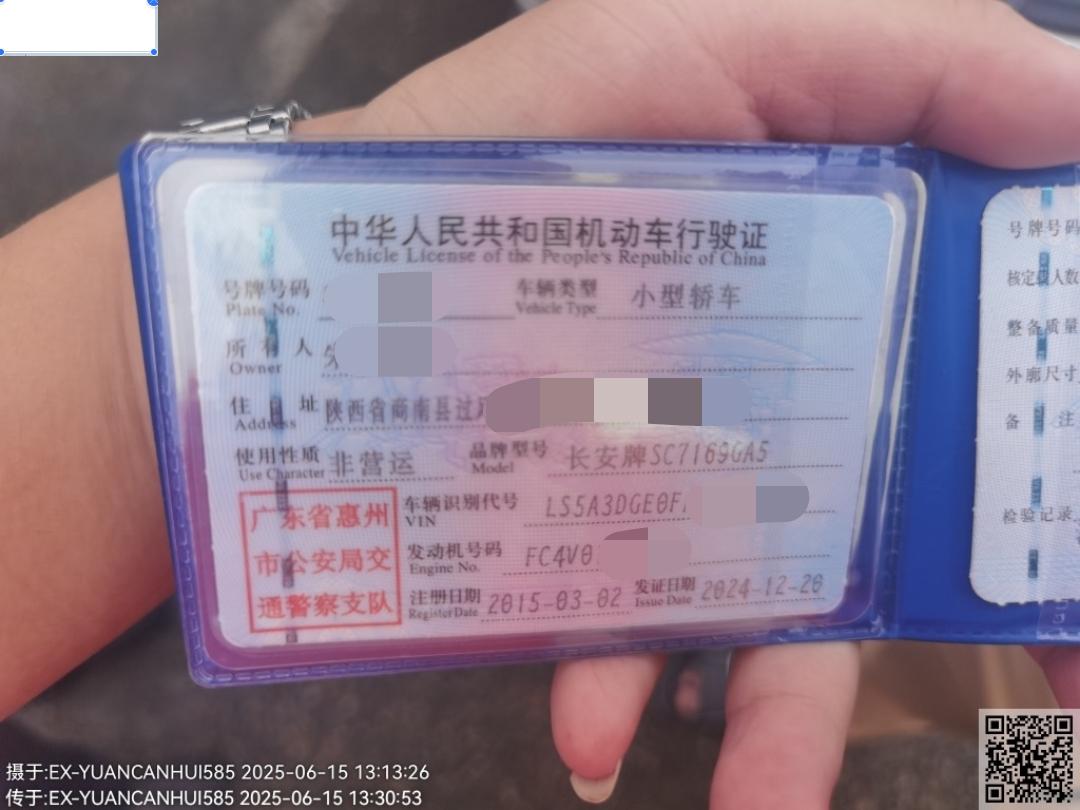 中华人民共和国机动车行驶证
Vehicle License of the People's Republic of China
号牌号码
Plate No.
车辆类型 小型轿车
Vehicle Type
所有人
Owner
住址 陕西省商南县过
Address
使用性质 非营运
Use Character
品牌型号 长安牌SC7169GA5
Model
广东省惠州
市公安局交
通警察支队
车辆识别代号 LS5A3DGE0F
VIN
发动机号码 FC4V0
Engine No.
注册日期 2015-03-02
Register Date
发证日期 2024-12-20
Issue Date
号牌号码
核定载人数
整备质量
外廓尺寸
备 注
检验记录
摄于:EX-YUANCANHUI585 2025-06-15 13:13:26
传于:EX-YUANCANHUI585 2025-06-15 13:30:53